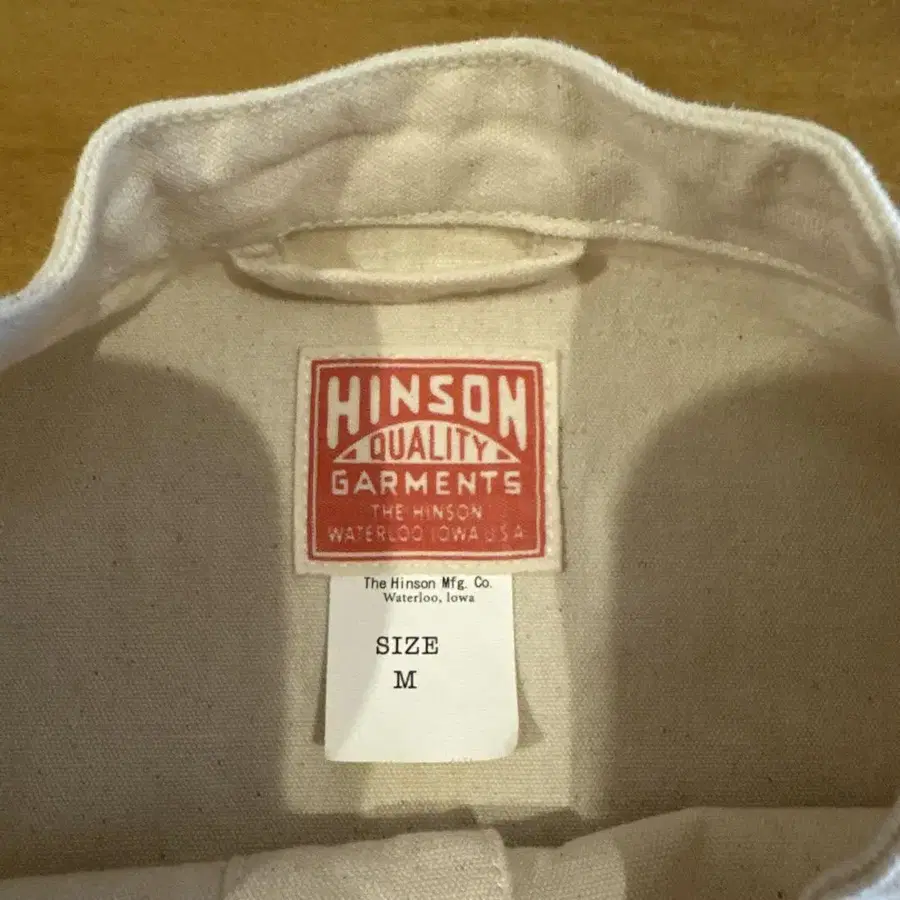 HINSON
QUALITY
GARMENTS
THE HINSON
WATERLOO IOWA U.S.A
The Hinson Mfg. Co.
Waterloo, Iowa
SIZE
M